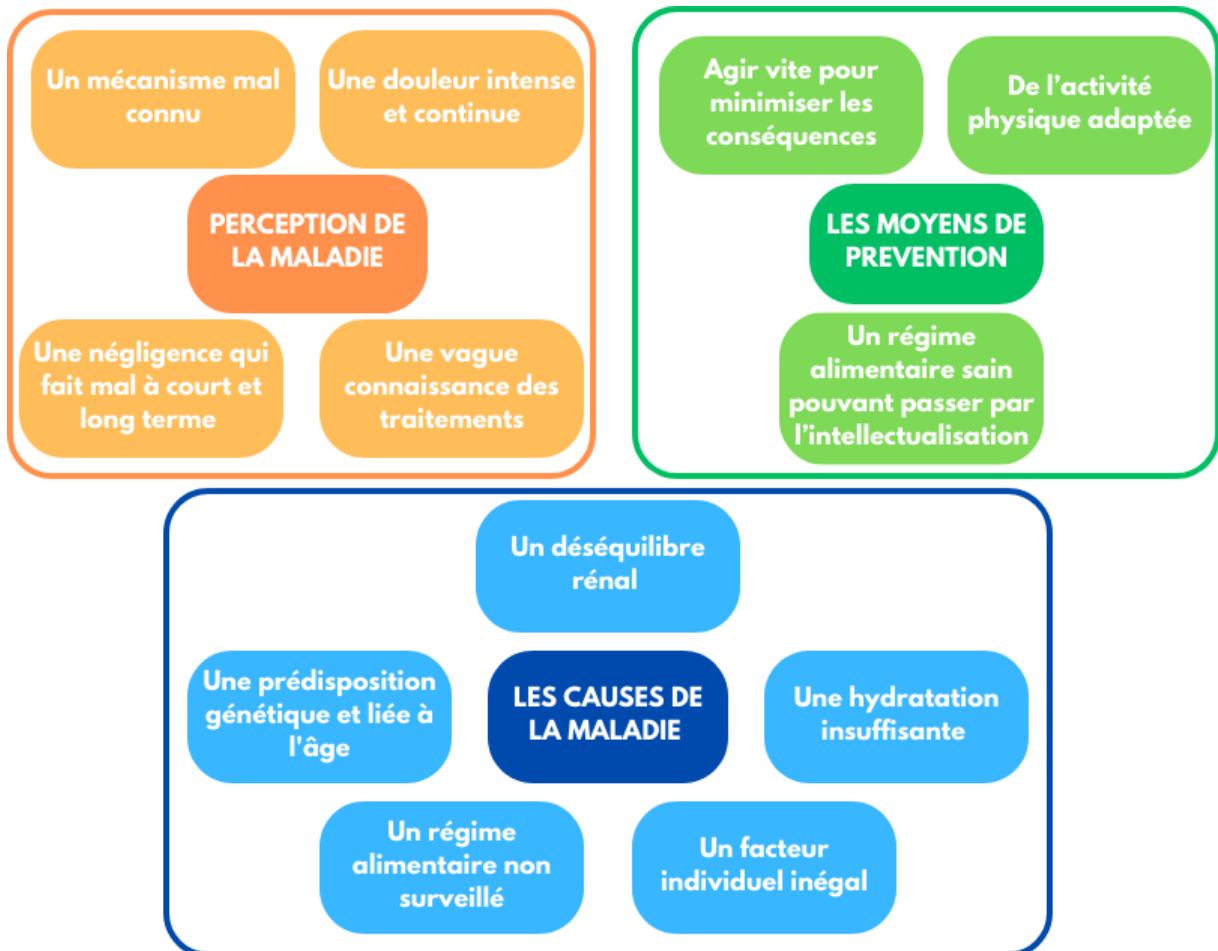 Un mécanisme mal
connu
Une douleur intense
et continue
PERCEPTION DE
LA MALADIE
Une négligence qui
fait mal à court et
long terme
Une vague
connaissance des
traitements
Agir vite pour
minimiser les
conséquences
De l'activité
physique adaptée
LES MOYENS DE
PREVENTION
Un régime
alimentaire sain
pouvant passer par
l'intellectualisation
Un déséquilibre
rénal
Une prédisposition
génétique et liée à
l'âge
LES CAUSES DE
LA MALADIE
Une hydratation
insuffisante
Un régime
alimentaire non
surveillé
Un facteur
individuel inégal